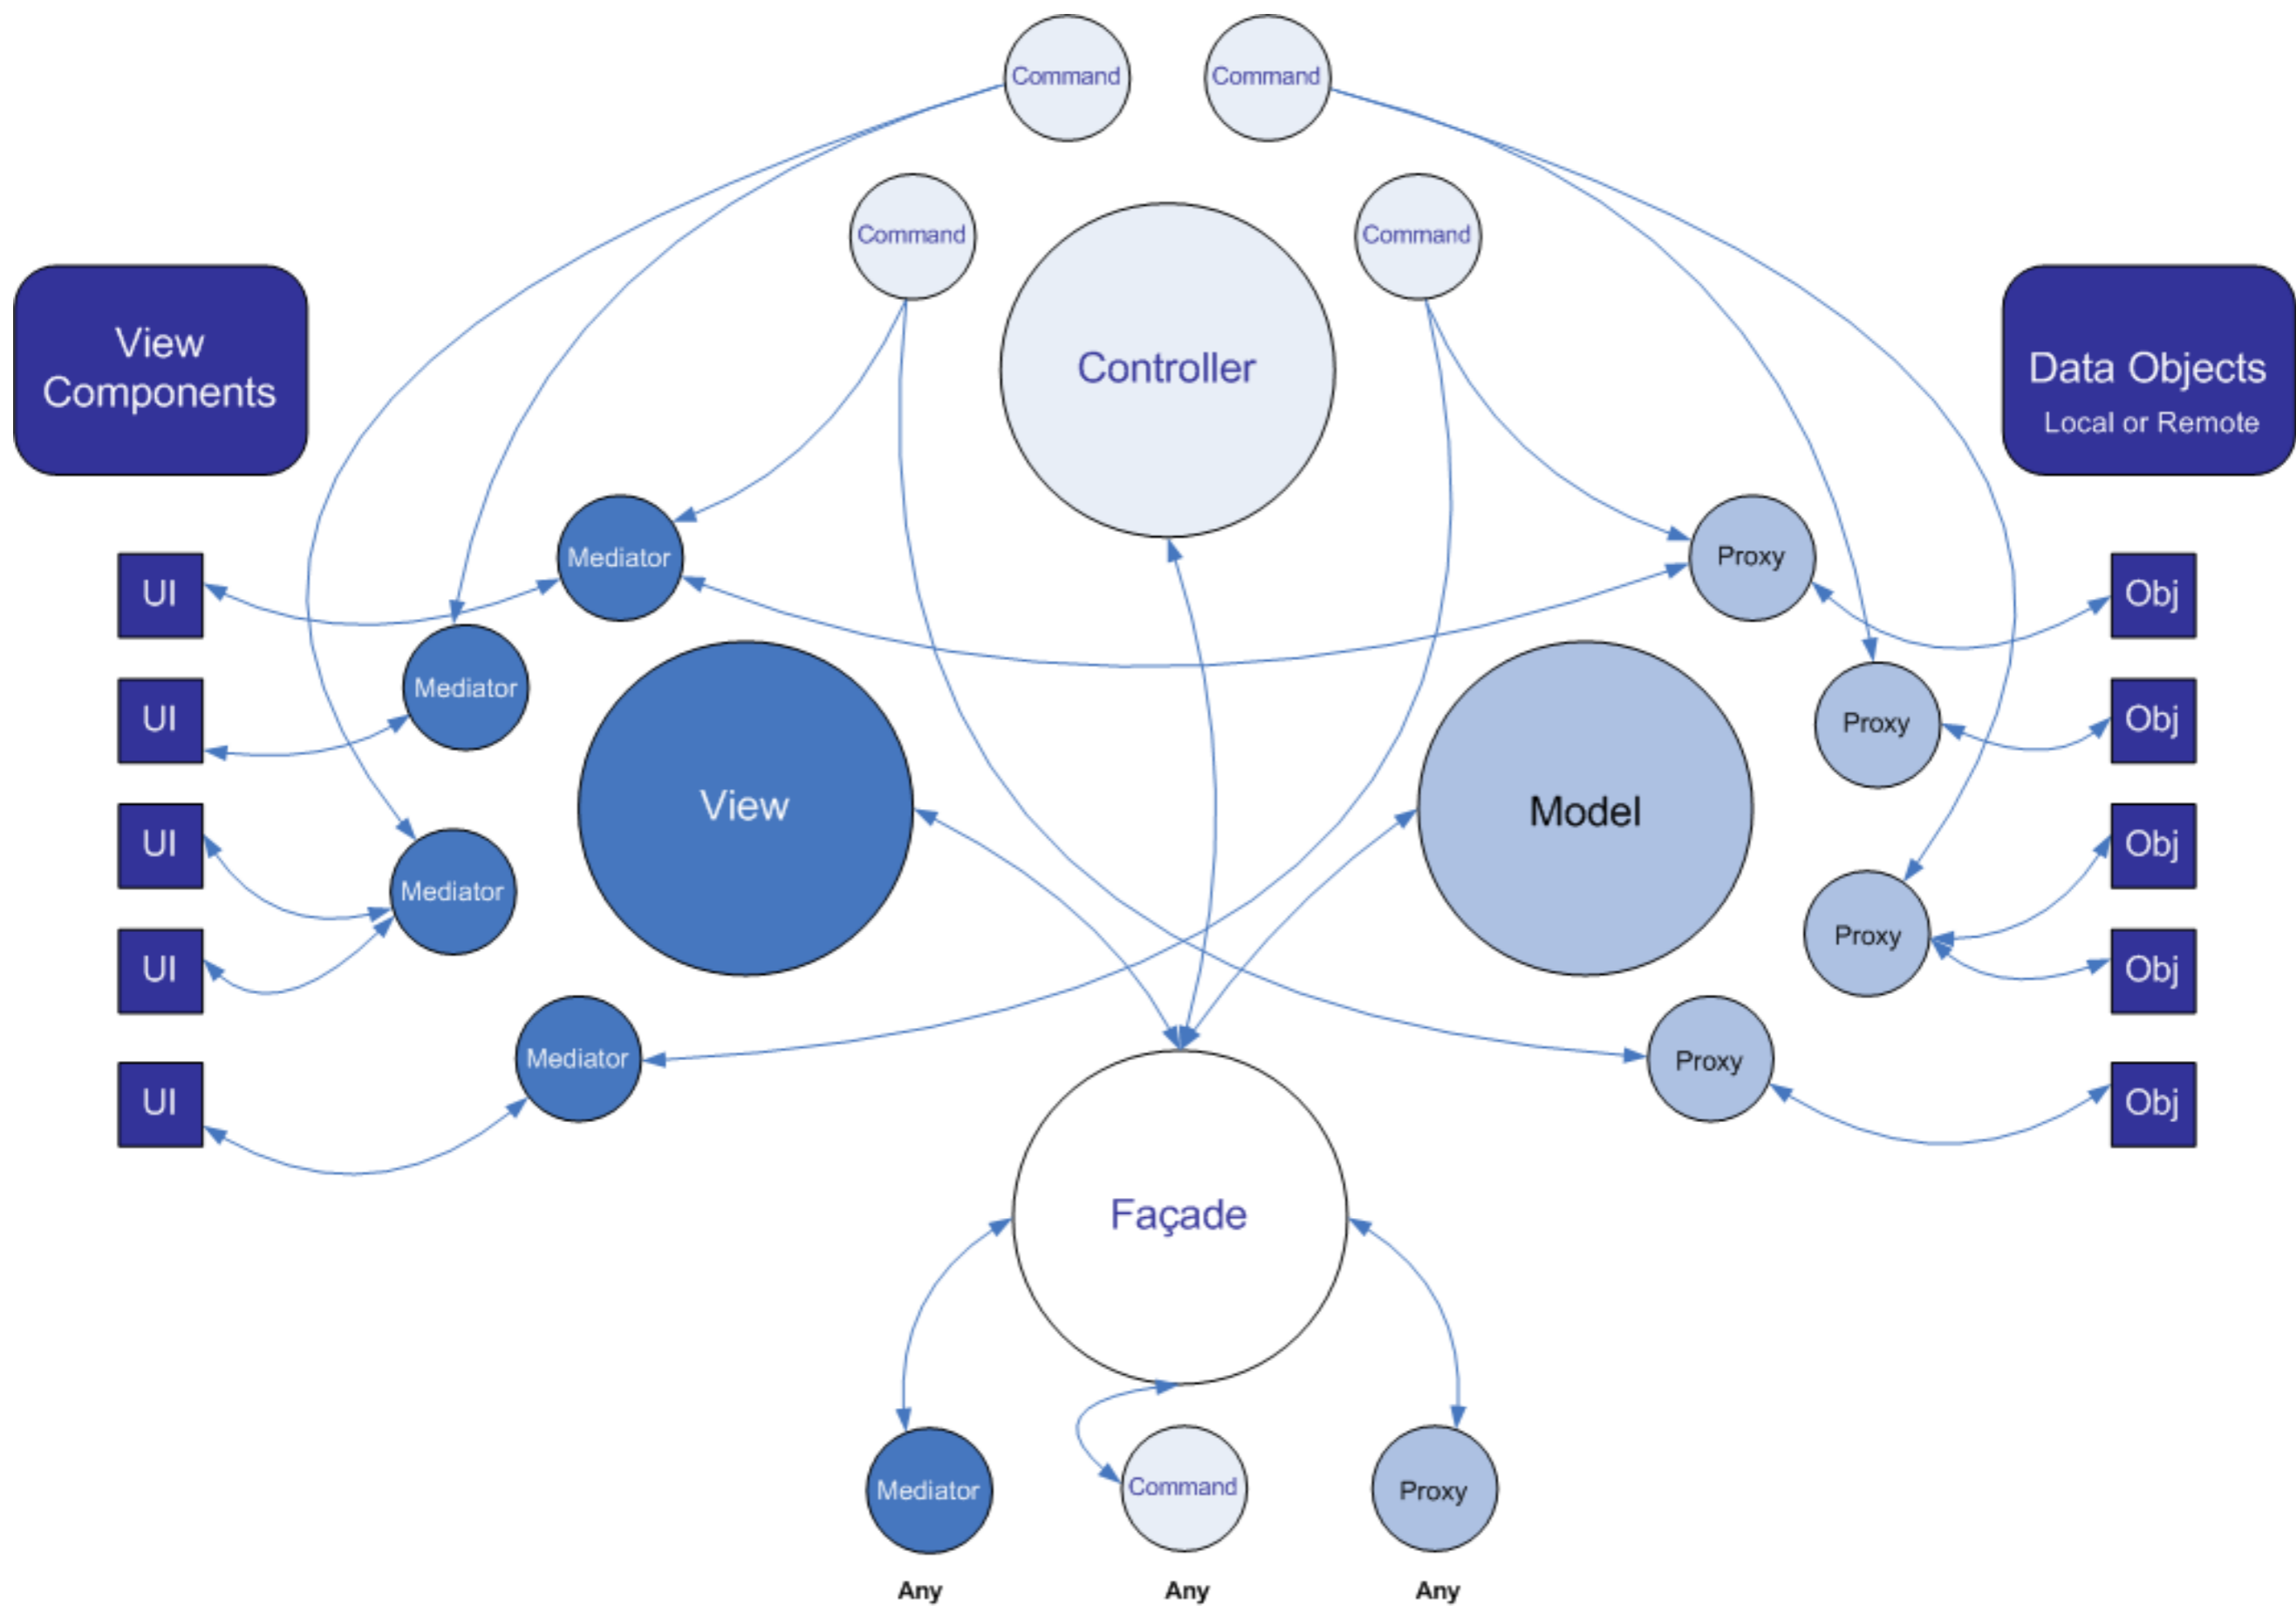 Command
Command
Command
Command
View
Components
Controller
Data Objects
Local or Remote
Mediator
Proxy
UI
Obj
Mediator
Proxy
UI
Obj
View
Model
UI
Obj
Mediator
Proxy
UI
Obj
Mediator
Proxy
UI
Obj
Façade
Mediator
Command
Proxy
Any
Any
Any